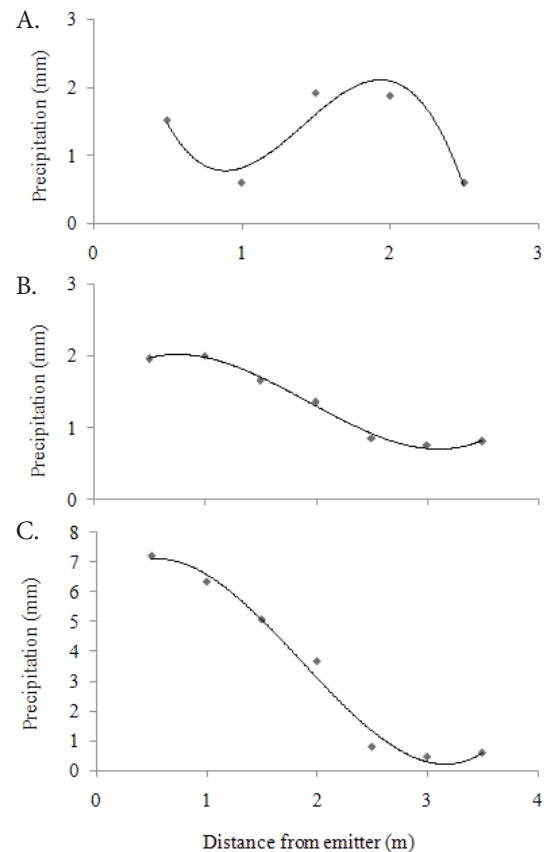 A.
Precipitation (mm)
3
2
1
0
0 1 2 3
B.
Precipitation (mm)
3
2
1
0
C.
Precipitation (mm)
8
7
6
5
4
3
2
1
0
0 1 2 3 4
Distance from emitter (m)